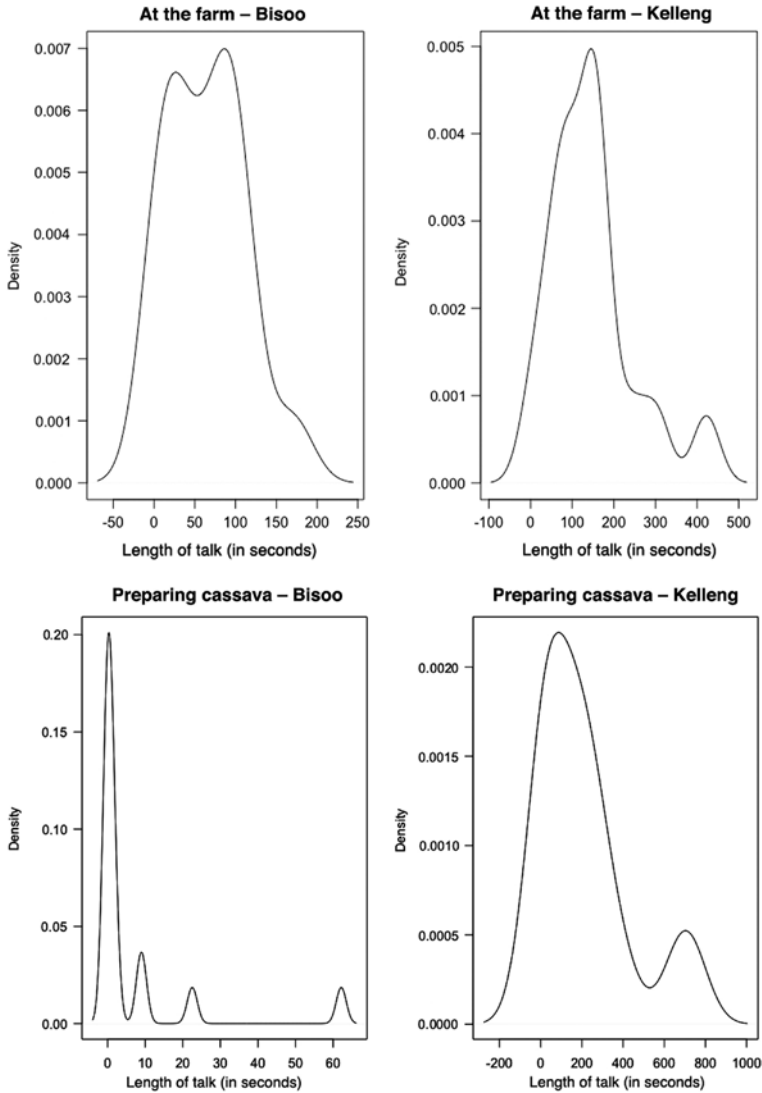 At the farm – Bisoo
0.007
0.006
0.005
0.004
0.003
0.002
0.001
0.000
Density
-50 0 50 100 150 200 250
Length of talk (in seconds)
At the farm – Kelleng
0.005
0.004
0.003
0.002
0.001
0.000
Density
-100 0 100 200 300 400 500
Length of talk (in seconds)
Preparing cassava – Bisoo
0.20
0.15
0.10
0.05
0.00
Density
0 10 20 30 40 50 60
Length of talk (in seconds)
Preparing cassava – Kelleng
0.0020
0.0015
0.0010
0.0005
0.0000
Density
-200 0 200 400 600 800 1000
Length of talk (in seconds)